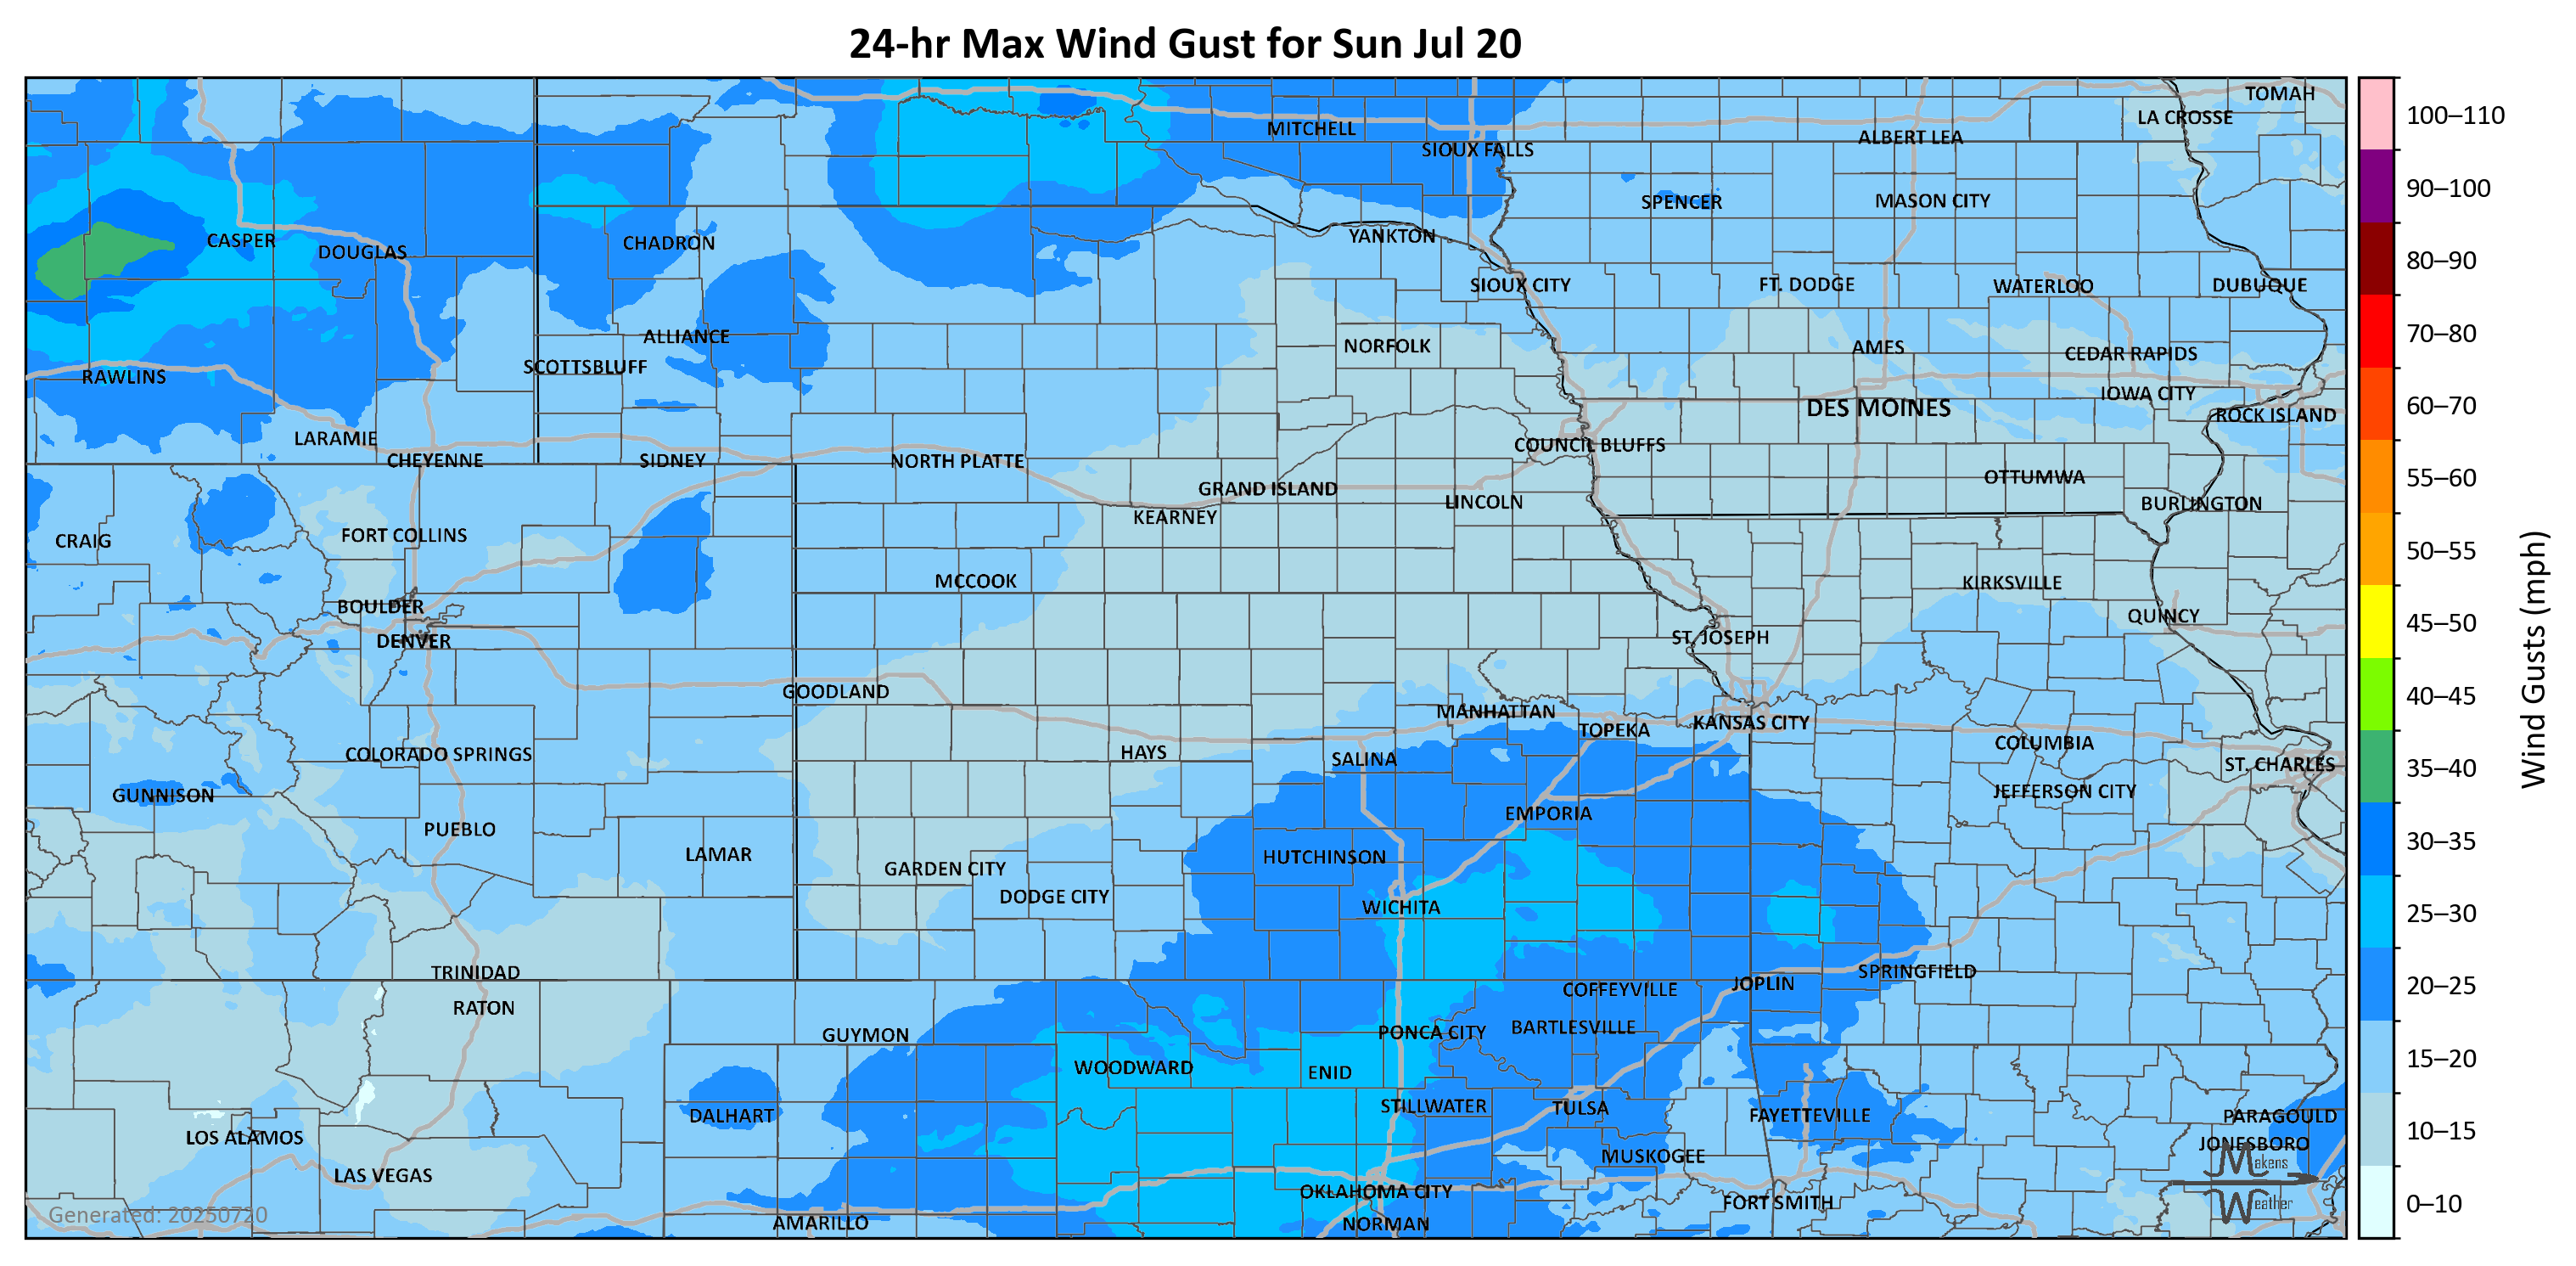 24-hr Max Wind Gust for Sun Jul 20
TOMAH
LA CROSSE
MITCHELL
ALBERT LEA
SIOUX FALLS
SPENCER
MASON CITY
CASPER
DOUGLAS
CHADRON
YANKTON
SIOUX CITY
FT. DODGE
WATERLOO
DUBUQUE
ALLIANCE
NORFOLK
AMES
CEDAR RAPIDS
SCOTTSBLUFF
RAWLINS
IOWA CITY
DES MOINES
ROCK ISLAND
LARAMIE
COUNCIL BLUFFS
CHEYENNE
SIDNEY
NORTH PLATTE
OTTUMWA
GRAND ISLAND
LINCOLN
BURLINGTON
KEARNEY
CRAIG
FORT COLLINS
MCCOOK
KIRKSVILLE
BOULDER
QUINCY
DENVER
ST. JOSEPH
GOODLAND
MANHATTAN
TOPEKA
KANSAS CITY
COLORADO SPRINGS
HAYS
SALINA
COLUMBIA
ST. CHARLES
GUNNISON
JEFFERSON CITY
EMPORIA
PUEBLO
LAMAR
HUTCHINSON
GARDEN CITY
DODGE CITY
WICHITA
TRINIDAD
SPRINGFIELD
JOPLIN
COFFEYVILLE
RATON
GUYMON
PONCA CITY
BARTLESVILLE
WOODWARD
ENID
DALHART
STILLWATER
TULSA
FAYETTEVILLE
PARAGOULD
LOS ALAMOS
JONESBORO
MUSKOGEE
LAS VEGAS
OKLAHOMA CITY
FORT SMITH
AMARILLO
NORMAN
Generated: 20250720
Makens
Weather
100–110
90–100
80–90
70–80
60–70
55–60
50–55
45–50
40–45
35–40
30–35
25–30
20–25
15–20
10–15
0–10
Wind Gusts (mph)